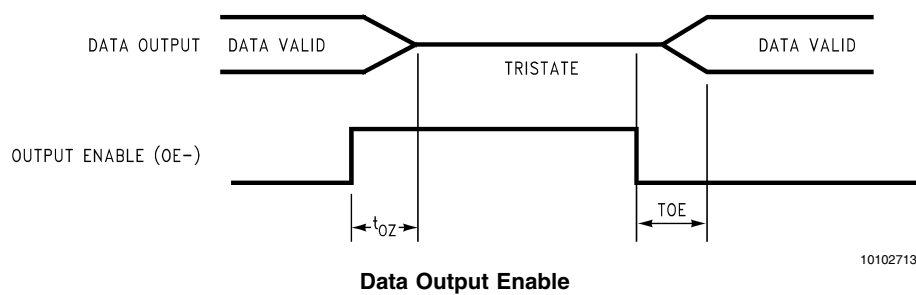 DATA OUTPUT
DATA VALID
DATA VALID
TRISTATE
OUTPUT ENABLE (OE-)
tOZ
TOE
10102713
Data Output Enable